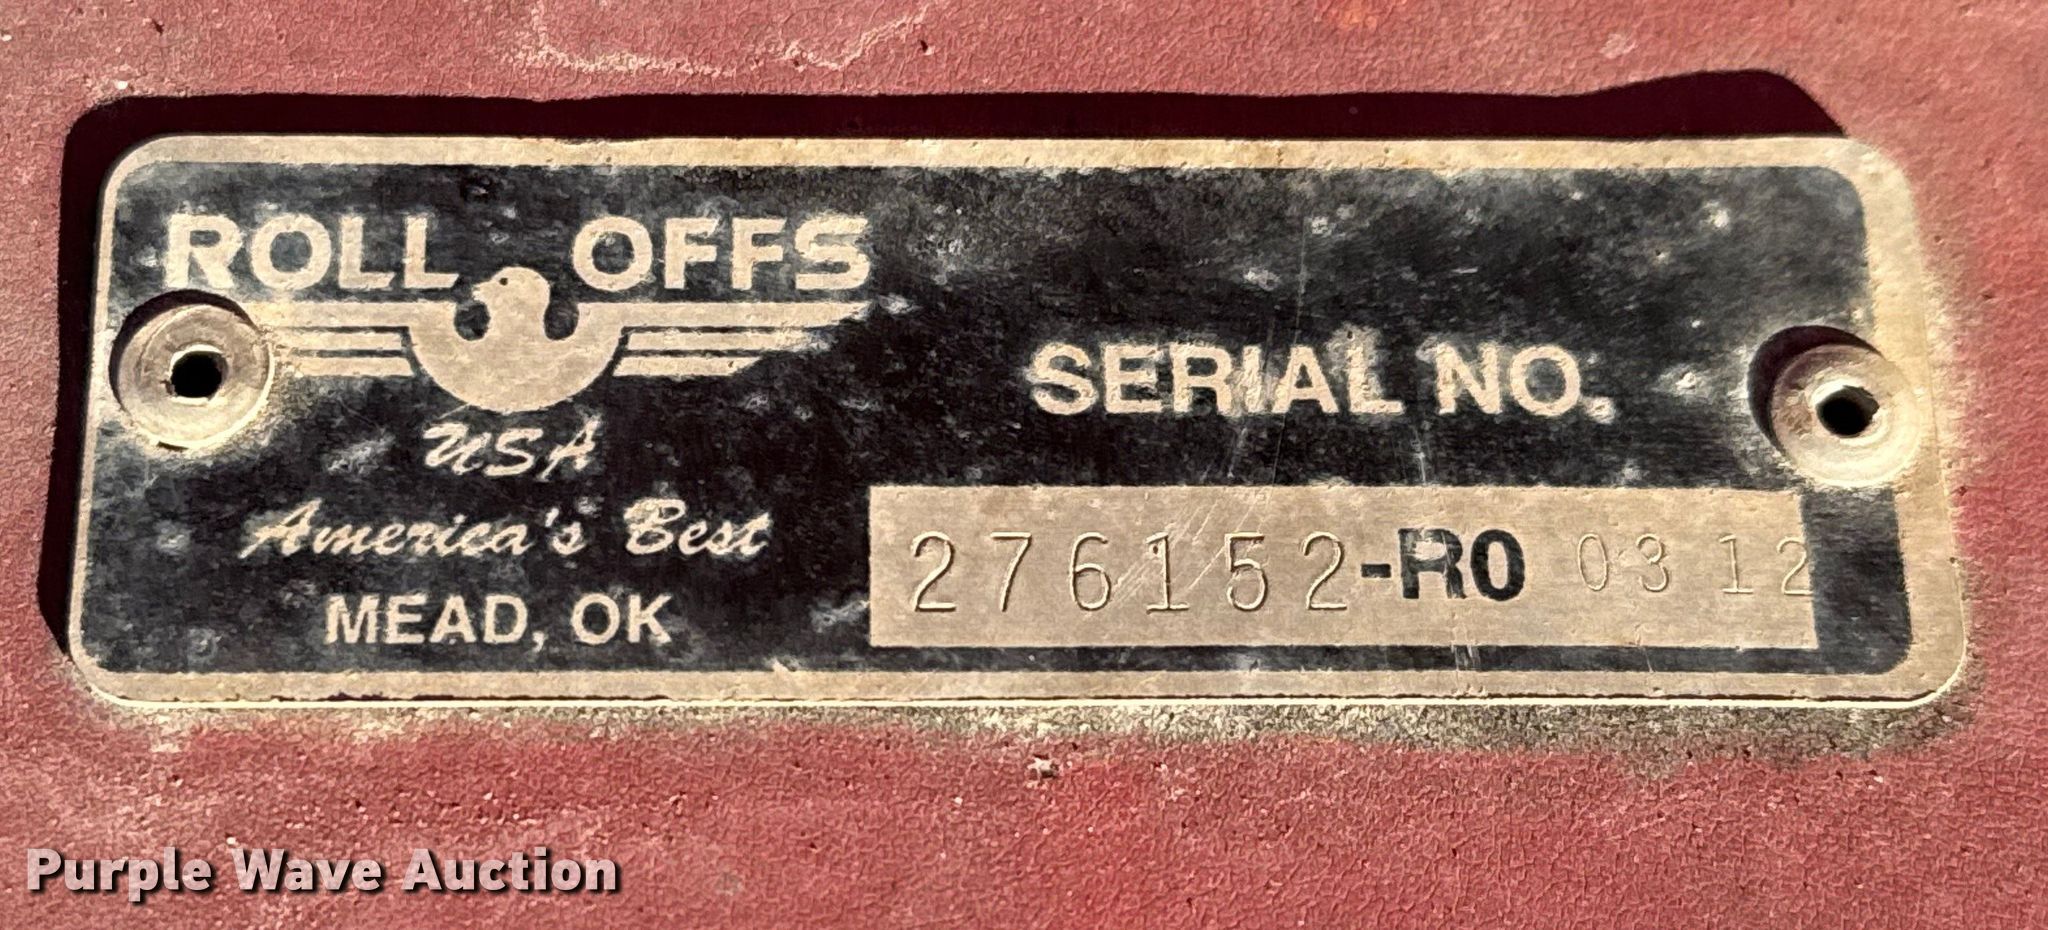 ROLL OFFS
USA
America's Best
MEAD, OK
SERIAL NO.
276152-R0 03 12
Purple Wave Auction